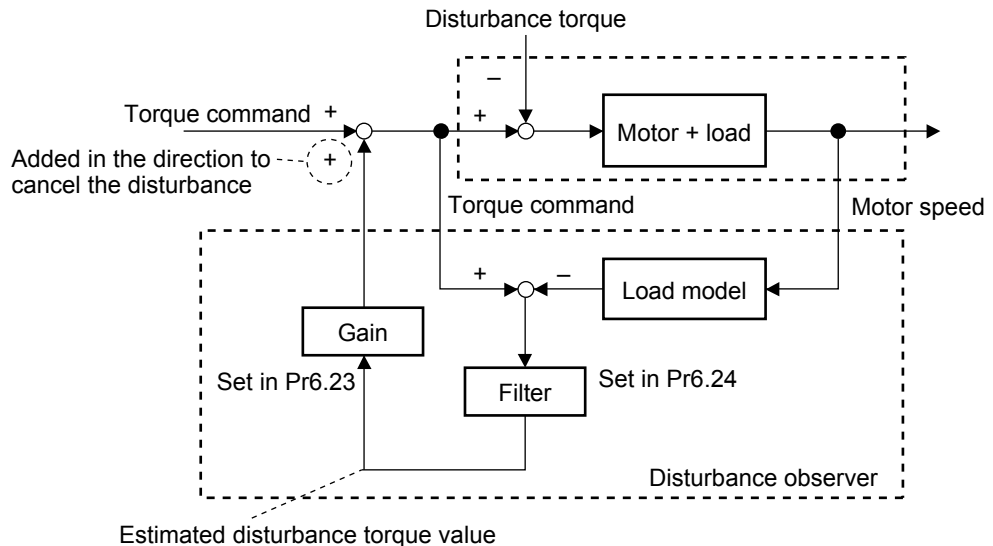 Disturbance torque
–
Torque command +
+
Motor + load
Added in the direction to
cancel the disturbance
+
Torque command
Motor speed
+
–
Load model
Gain
Set in Pr6.23
Filter
Set in Pr6.24
Disturbance observer
Estimated disturbance torque value